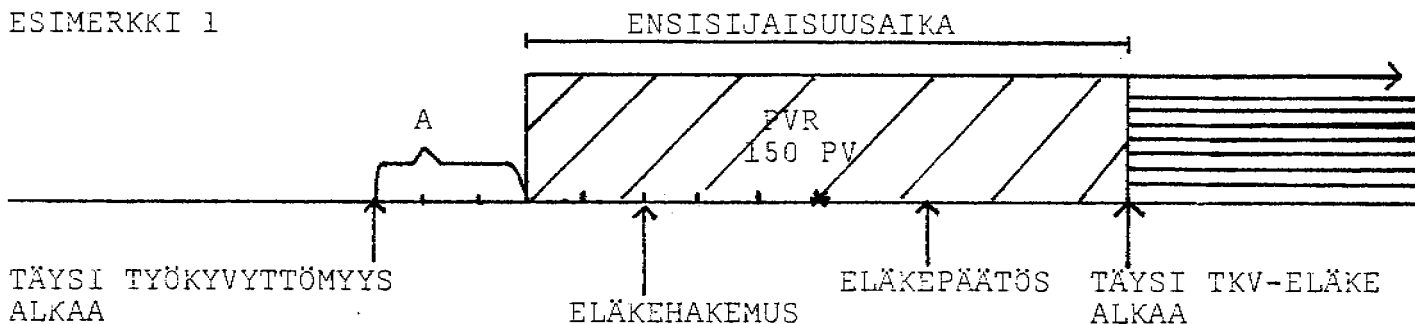 ESIMERKKI 1
ENSISIJAISUUSAIKA
A
PVR
150 PV
TÄYSI TYÖKYVYTTÖMYYS
ALKAA
ELÄKEHAKEMUS
ELÄKEPÄÄTÖS
TÄYSI TKV-ELÄKE
ALKAA